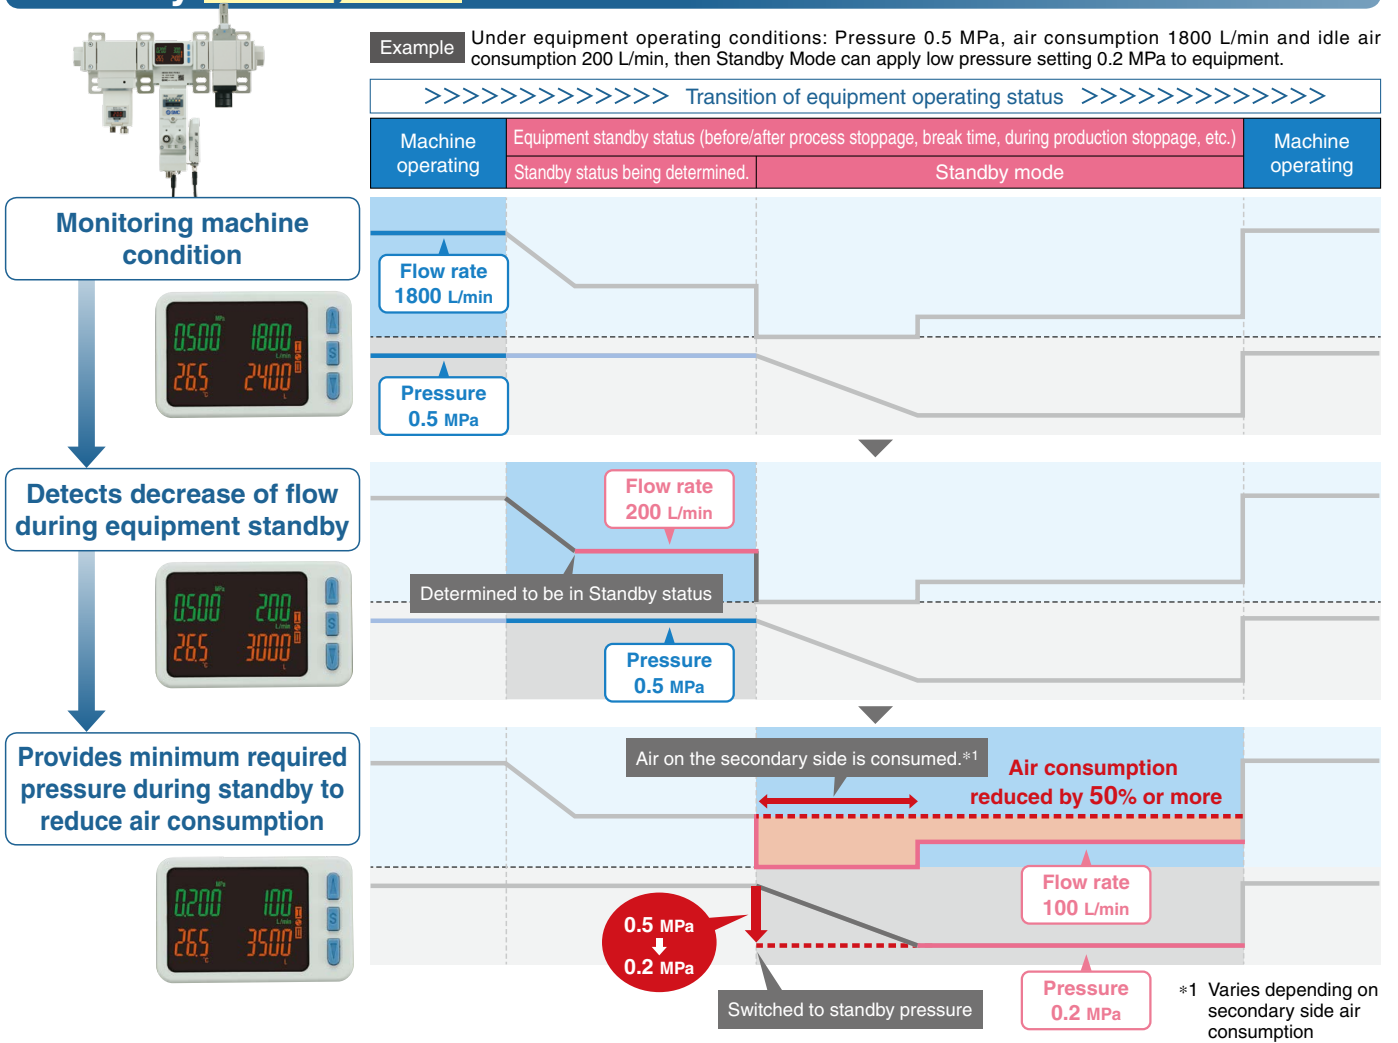 Example
Under equipment operating conditions: Pressure 0.5 MPa, air consumption 1800 L/min and idle air
consumption 200 L/min, then Standby Mode can apply low pressure setting 0.2 MPa to equipment.
>>>>>>>>>>>>> Transition of equipment operating status >>>>>>>>>>>>>
Machine
operating
Equipment standby status (before/after process stoppage, break time, during production stoppage, etc.)
Standby status being determined.
Standby mode
Machine
operating
Monitoring machine
condition
Flow rate
1800 L/min
MPa
0.500 1800
L/min
26.5 2400
°C L
S
Pressure
0.5 MPa
Detects decrease of flow
during equipment standby
Flow rate
200 L/min
Determined to be in Standby status
MPa
0.500 200
L/min
26.5 3000
°C L
S
Pressure
0.5 MPa
Provides minimum required
pressure during standby to
reduce air consumption
Air on the secondary side is consumed.*1
Air consumption
reduced by 50% or more
MPa
0.200 100
L/min
26.5 3500
°C L
S
Flow rate
100 L/min
0.5 MPa
0.2 MPa
Switched to standby pressure
Pressure
0.2 MPa
*1 Varies depending on
secondary side air
consumption